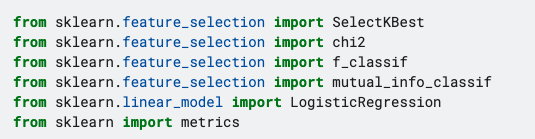 from sklearn.feature_selection import SelectKBest
from sklearn.feature_selection import chi2
from sklearn.feature_selection import f_classif
from sklearn.feature_selection import mutual_info_classif
from sklearn.linear_model import LogisticRegression
from sklearn import metrics